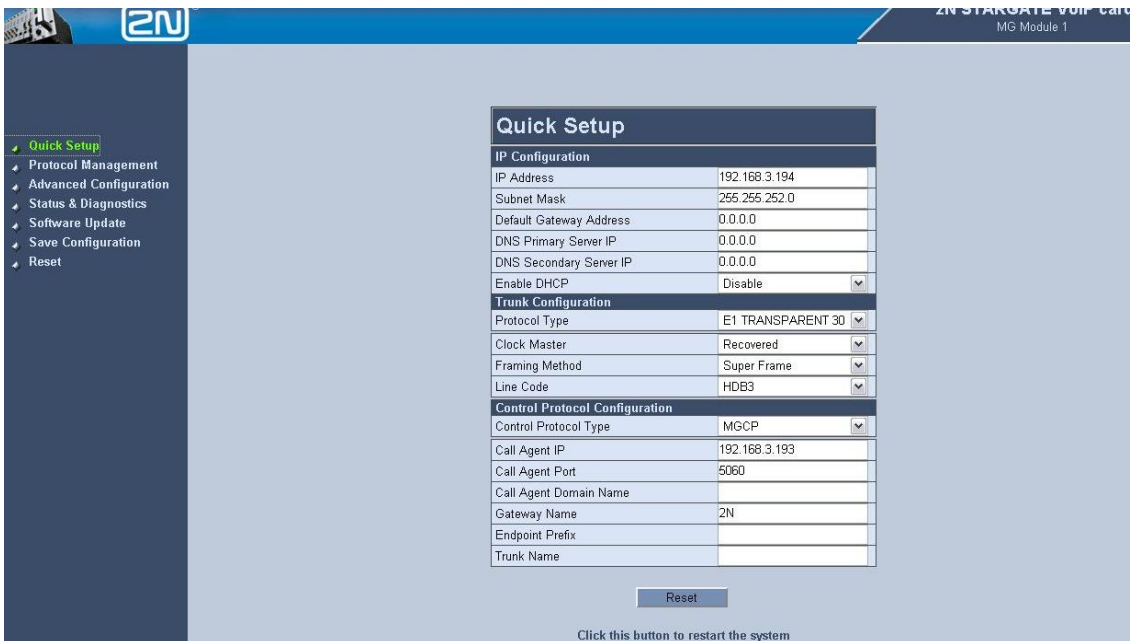 2N
2N STARGATE VoIP card
MG Module 1
Quick Setup
Protocol Management
Advanced Configuration
Status & Diagnostics
Software Update
Save Configuration
Reset
Quick Setup
IP Configuration
IP Address 192.168.3.194
Subnet Mask 255.255.252.0
Default Gateway Address 0.0.0.0
DNS Primary Server IP 0.0.0.0
DNS Secondary Server IP 0.0.0.0
Enable DHCP Disable
Trunk Configuration
Protocol Type E1 TRANSPARENT 30
Clock Master Recovered
Framing Method Super Frame
Line Code HDB3
Control Protocol Configuration
Control Protocol Type MGCP
Call Agent IP 192.168.3.193
Call Agent Port 5060
Call Agent Domain Name
Gateway Name 2N
Endpoint Prefix
Trunk Name
Reset
Click this button to restart the system